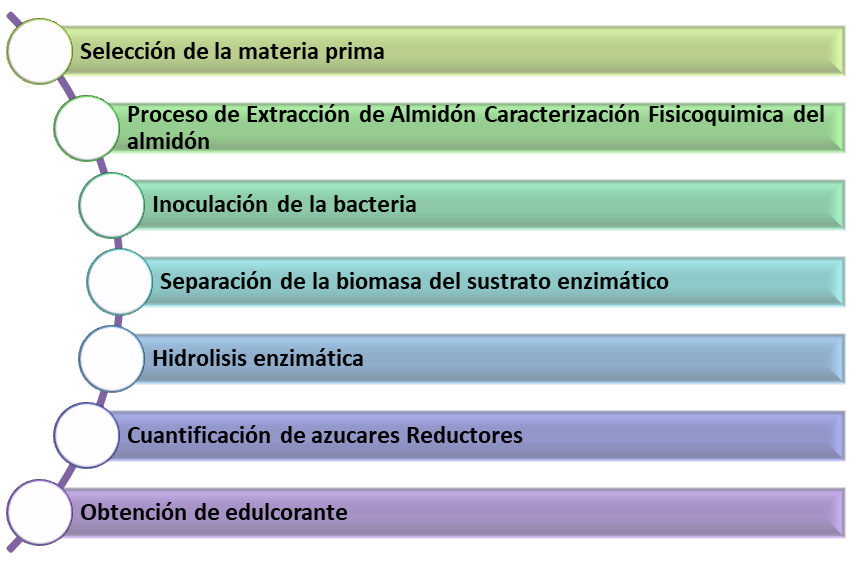 Selección de la materia prima
Proceso de Extracción de Almidón Caracterización Fisicoquimica del
almidón
Inoculación de la bacteria
Separación de la biomasa del sustrato enzimático
Hidrolisis enzimática
Cuantificación de azucares Reductores
Obtención de edulcorante